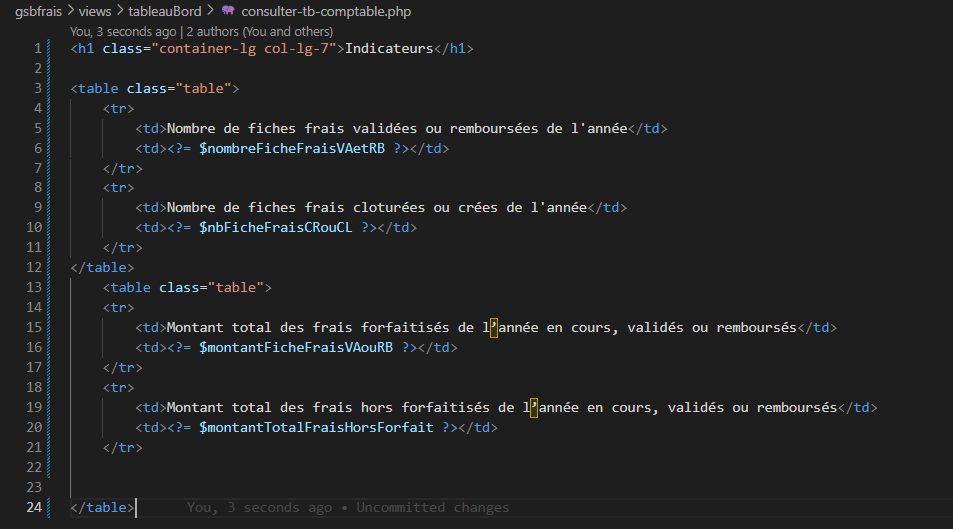 gsbfrais > views > tableauBord > consulter-tb-comptable.php
You, 3 seconds ago | 2 authors (You and others)
1 <h1 class="container-lg col-lg-7">Indicateurs</h1>
2
3 <table class="table">
4 <tr>
5 <td>Nombre de fiches frais validées ou remboursées de l'année</td>
6 <td><?= $nombreFicheFraisVAetRB ?></td>
7 </tr>
8 <tr>
9 <td>Nombre de fiches frais cloturées ou crées de l'année</td>
10 <td><?= $nbFicheFraisCRouCL ?></td>
11 </tr>
12 </table>
13 <table class="table">
14 <tr>
15 <td>Montant total des frais forfaitisés de l’année en cours, validés ou remboursés</td>
16 <td><?= $montantFicheFraisVAouRB ?></td>
17 </tr>
18 <tr>
19 <td>Montant total des frais hors forfaitisés de l’année en cours, validés ou remboursés</td>
20 <td><?= $montantTotalFraisHorsForfait ?></td>
21 </tr>
22
23
24 </table> You, 3 seconds ago • Uncommitted changes